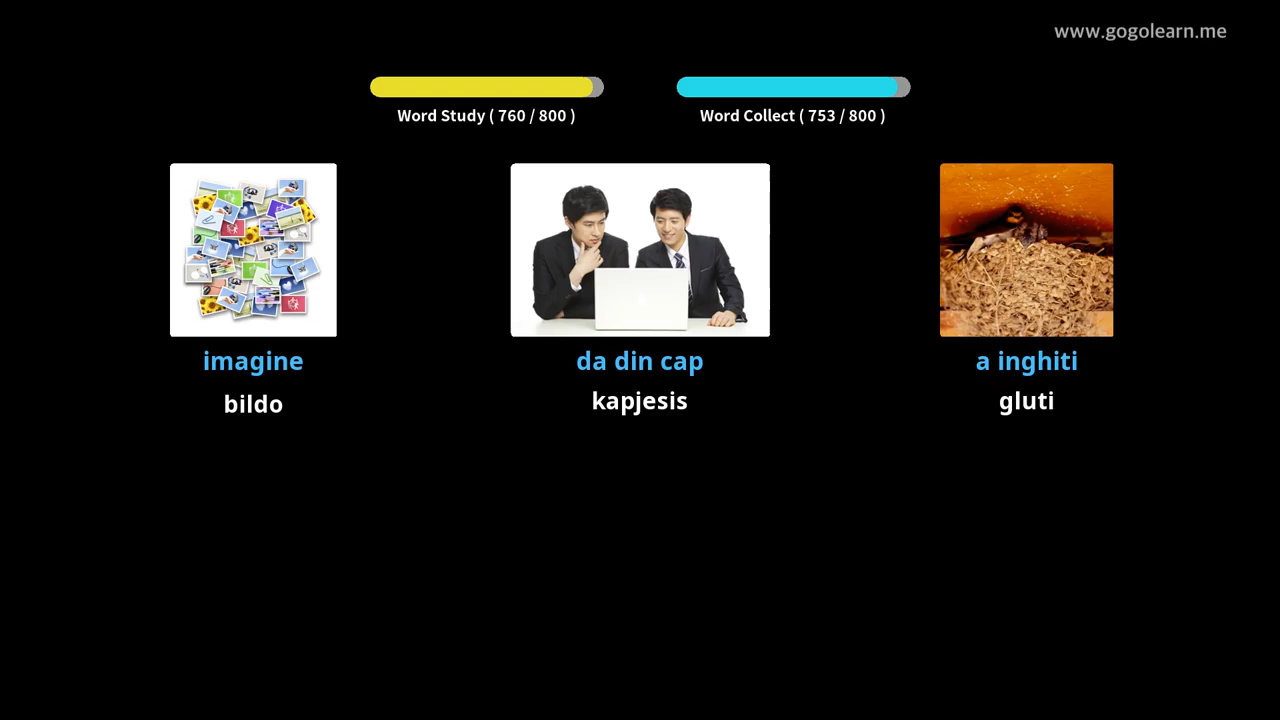 www.gogolearn.me
Word Study ( 760 / 800 )
Word Collect ( 753 / 800 )
imagine
da din cap
a inghiti
bildo
kapjesis
gluti